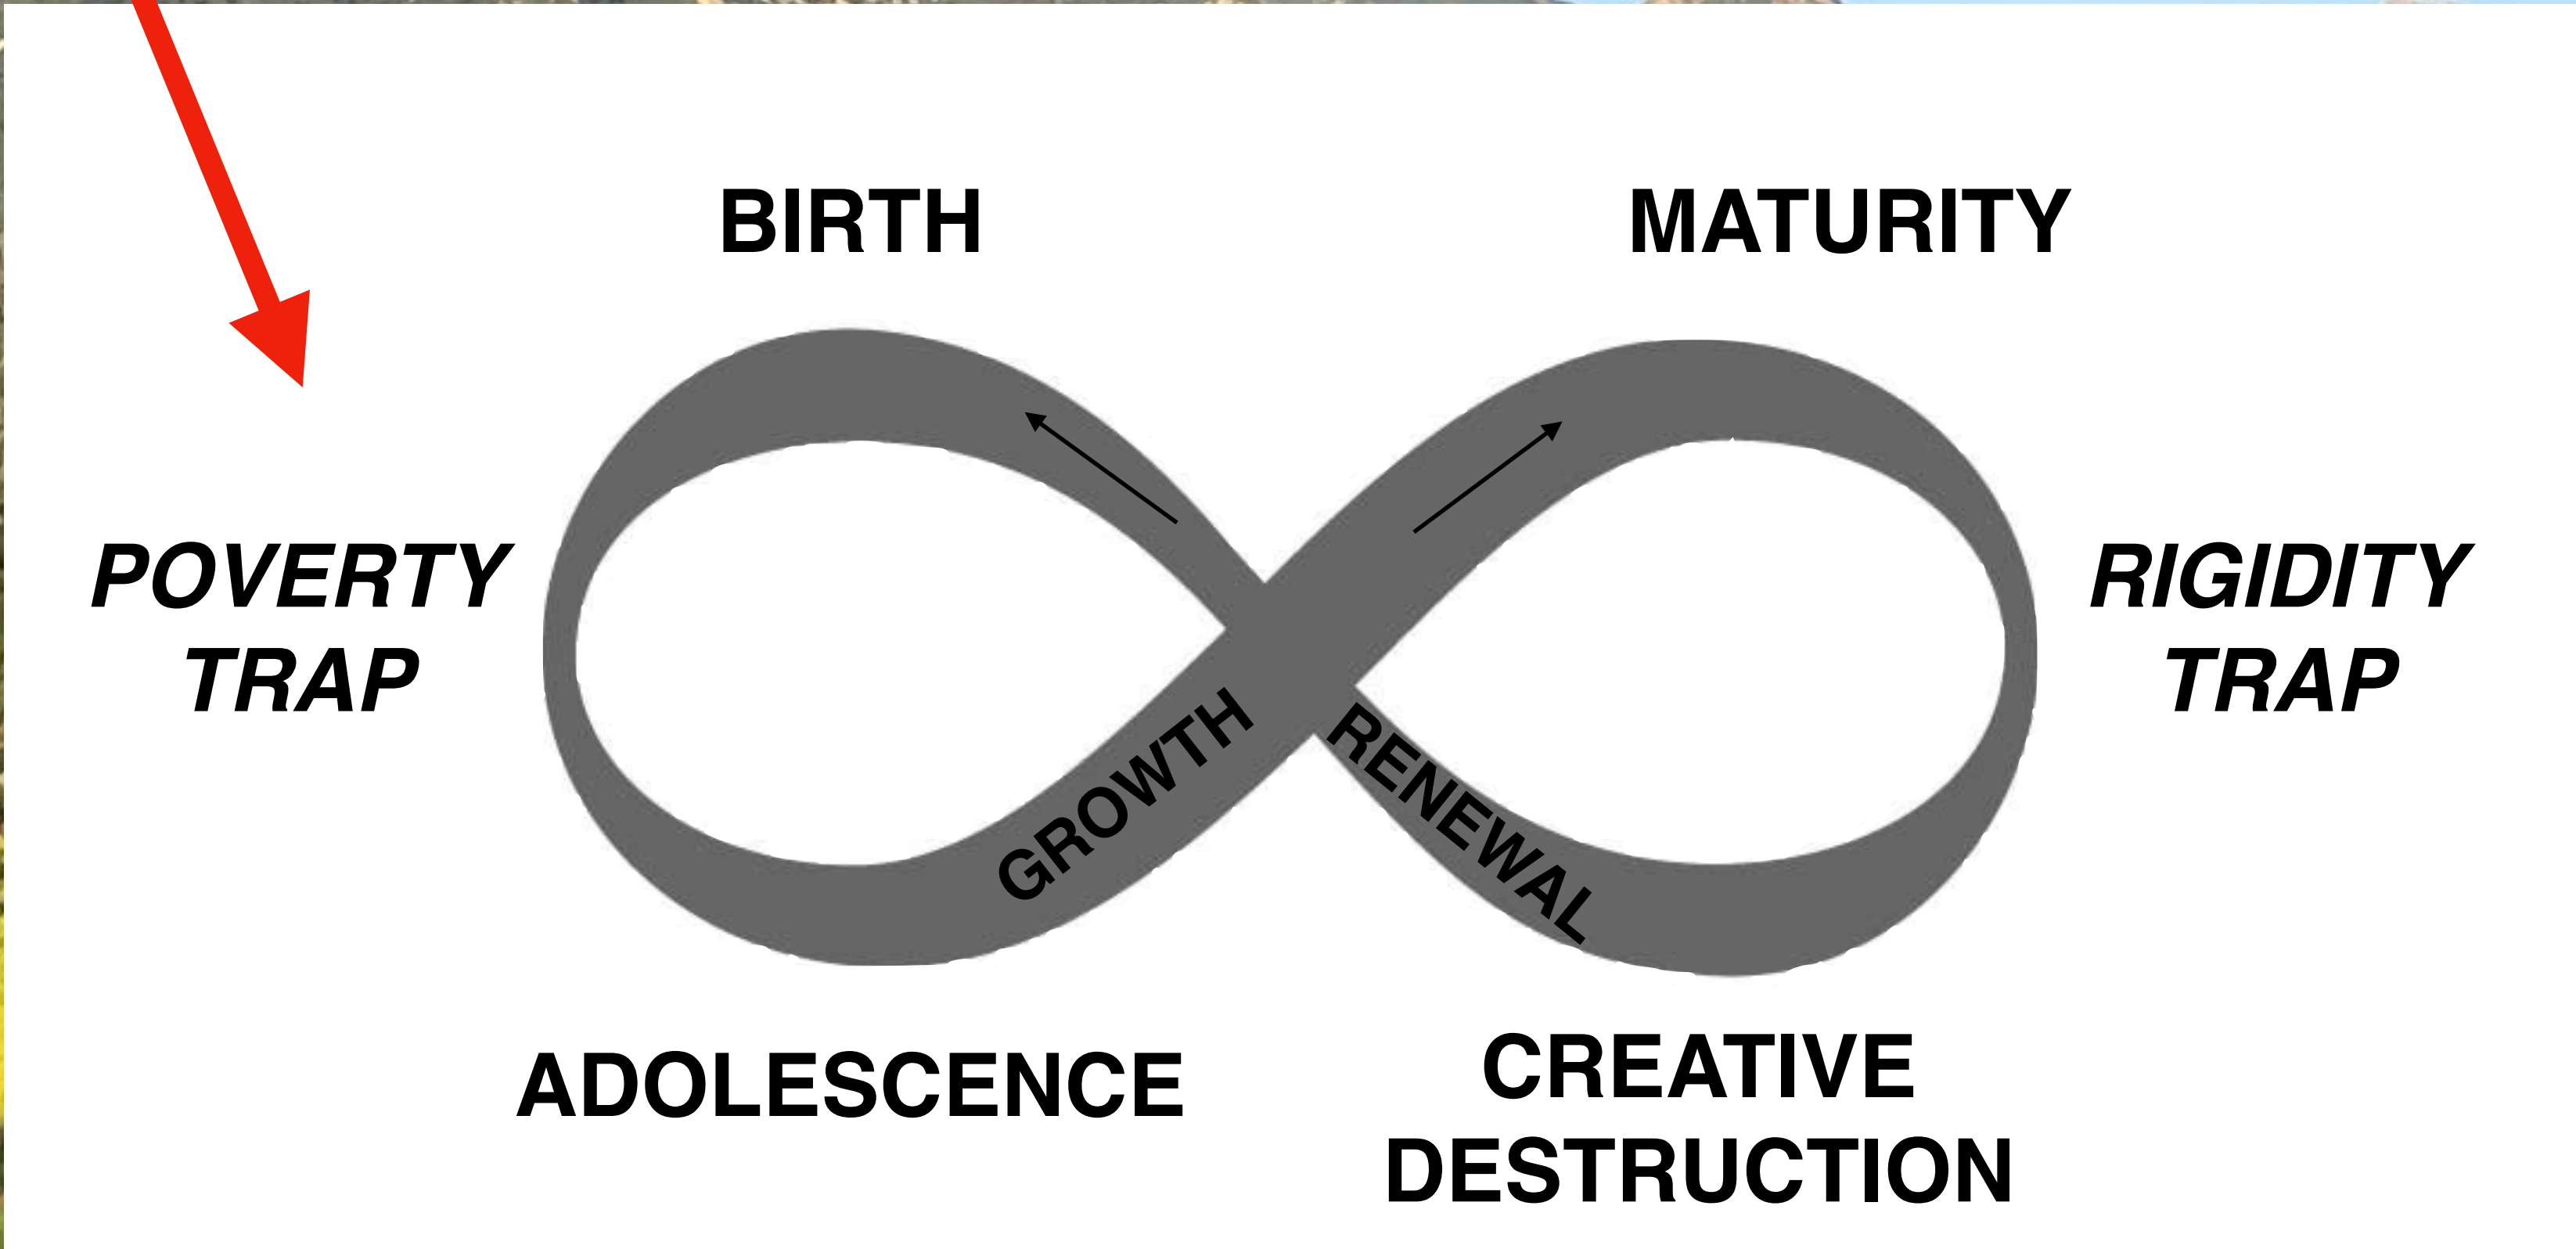 BIRTH
MATURITY
POVERTY
TRAP
RIGIDITY
TRAP
GROWTH
RENEWAL
ADOLESCENCE
CREATIVE
DESTRUCTION